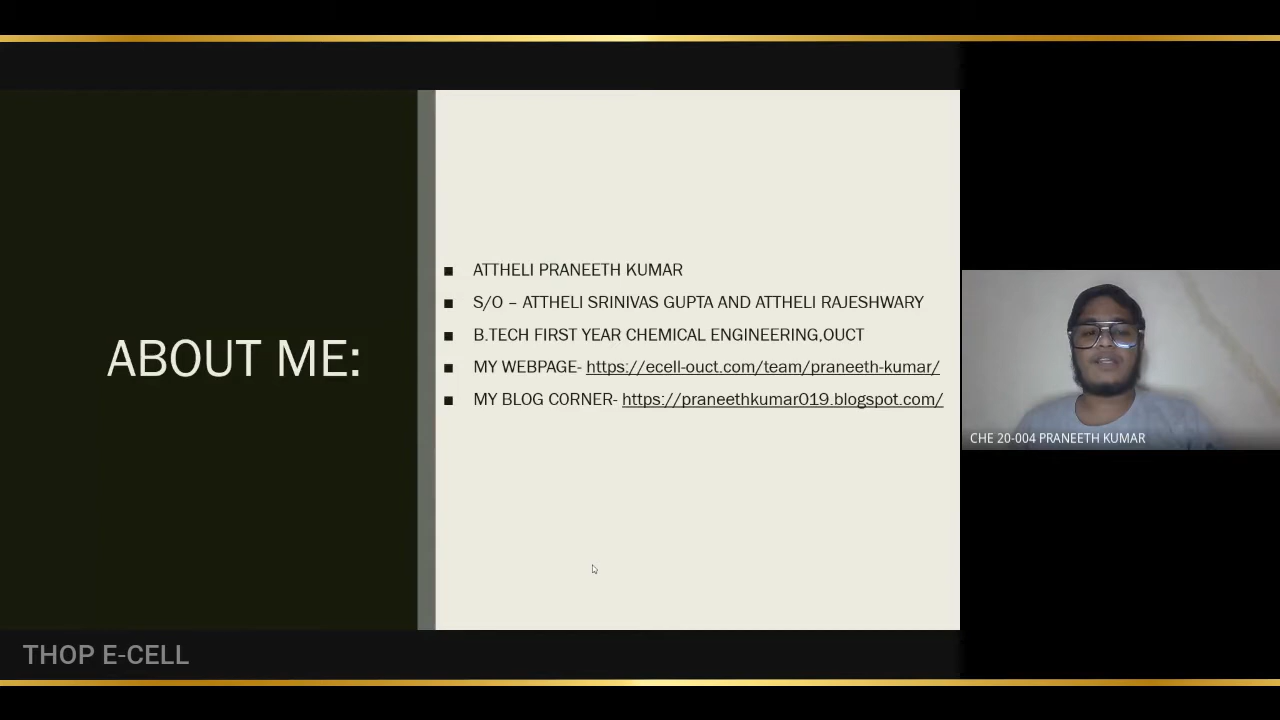 ABOUT ME:
ATTHELI PRANEETH KUMAR
S/O – ATTHELI SRINIVAS GUPTA AND ATTHELI RAJESHWARY
B.TECH FIRST YEAR CHEMICAL ENGINEERING,OUCT
MY WEBPAGE- https://ecell-ouct.com/team/praneeth-kumar/
MY BLOG CORNER- https://praneethkumar019.blogspot.com/
CHE 20-004 PRANEETH KUMAR
THOP E-CELL